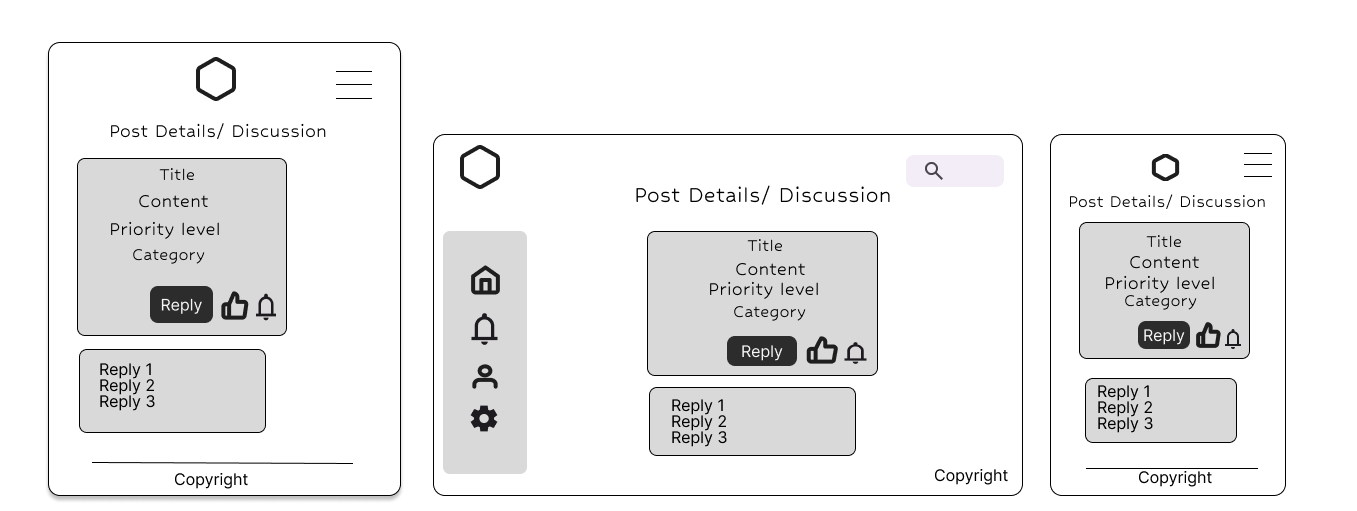 Post Details/ Discussion
Title
Content
Priority level
Category
Reply
Reply 1
Reply 2
Reply 3
Copyright
Post Details/ Discussion
Title
Content
Priority level
Category
Reply
Reply 1
Reply 2
Reply 3
Copyright
Post Details/ Discussion
Title
Content
Priority level
Category
Reply
Reply 1
Reply 2
Reply 3
Copyright